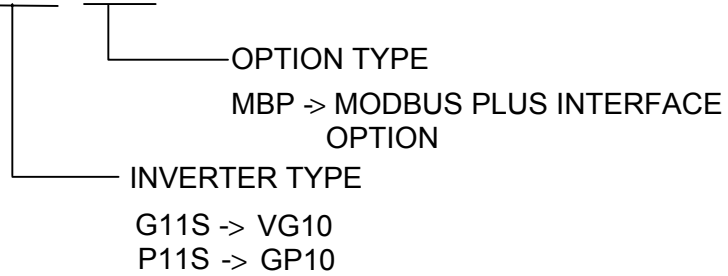 OPTION TYPE
MBP -> MODBUS PLUS INTERFACE
OPTION
INVERTER TYPE
G11S -> VG10
P11S -> GP10